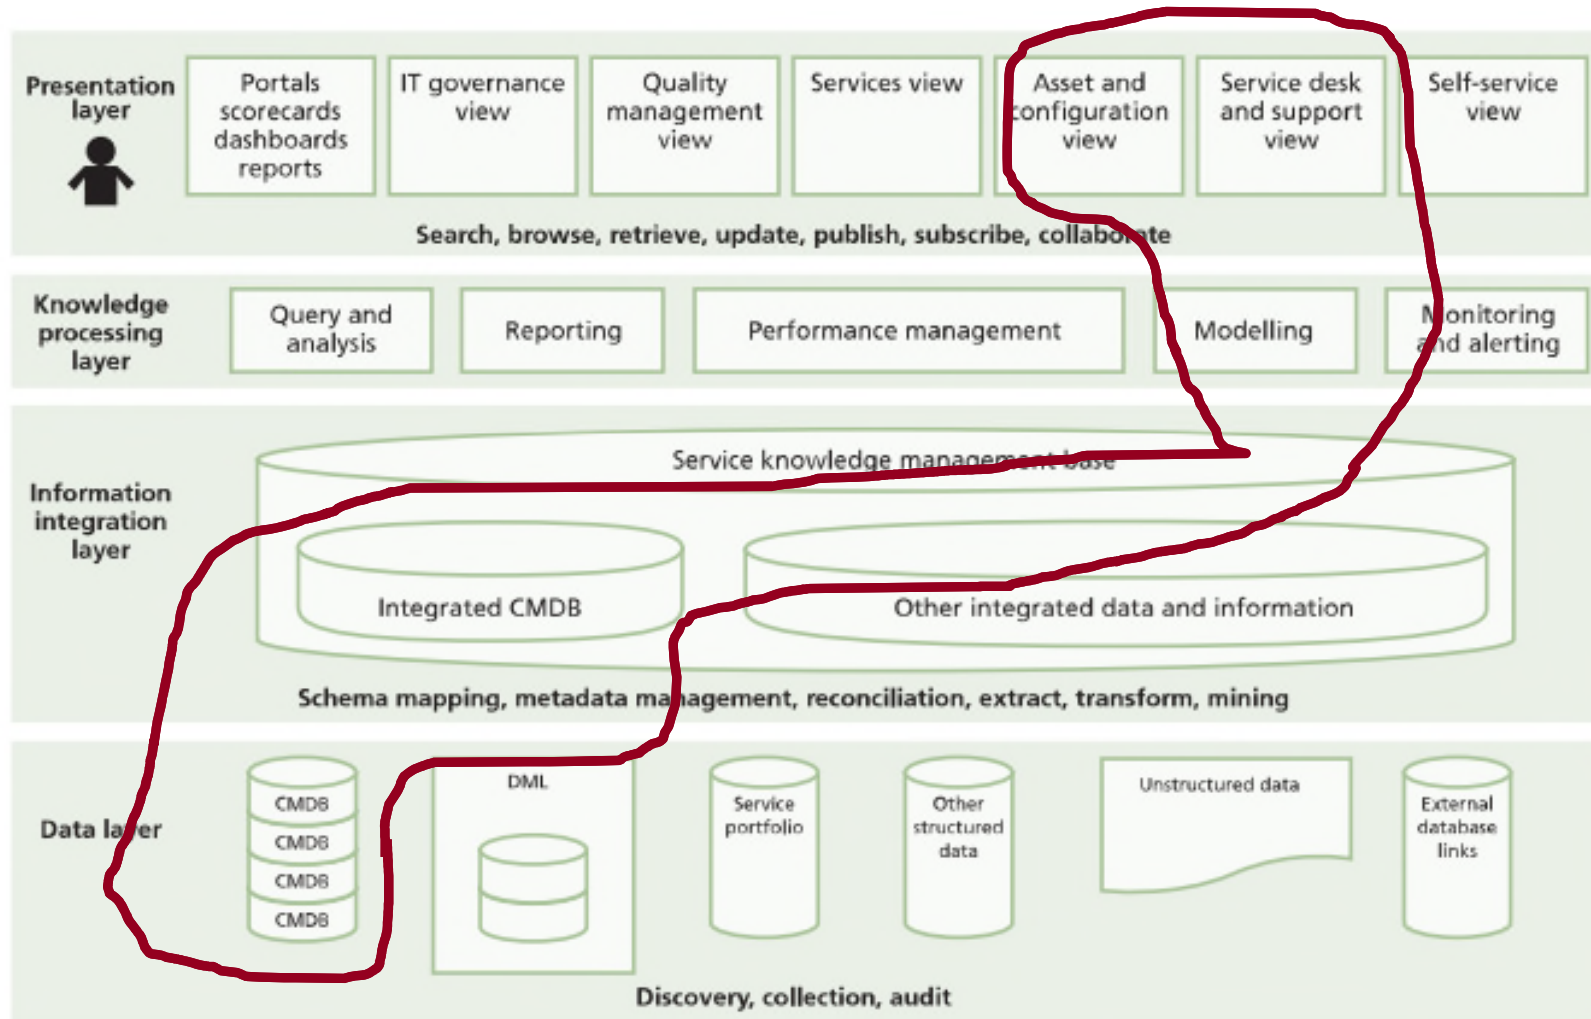 Presentation
layer
Portals
scorecards
dashboards
reports
IT governance
view
Quality
management
view
Services view
Asset and
configuration
view
Service desk
and support
view
Self-service
view
Search, browse, retrieve, update, publish, subscribe, collaborate
Knowledge
processing
layer
Query and
analysis
Reporting
Performance management
Modelling
Monitoring
and alerting
Information
integration
layer
Service knowledge management base
Integrated CMDB
Other integrated data and information
Schema mapping, metadata management, reconciliation, extract, transform, mining
Data layer
CMDB
CMDB
CMDB
CMDB
DML
Service
portfolio
Other
structured
data
Unstructured data
External
database
links
Discovery, collection, audit